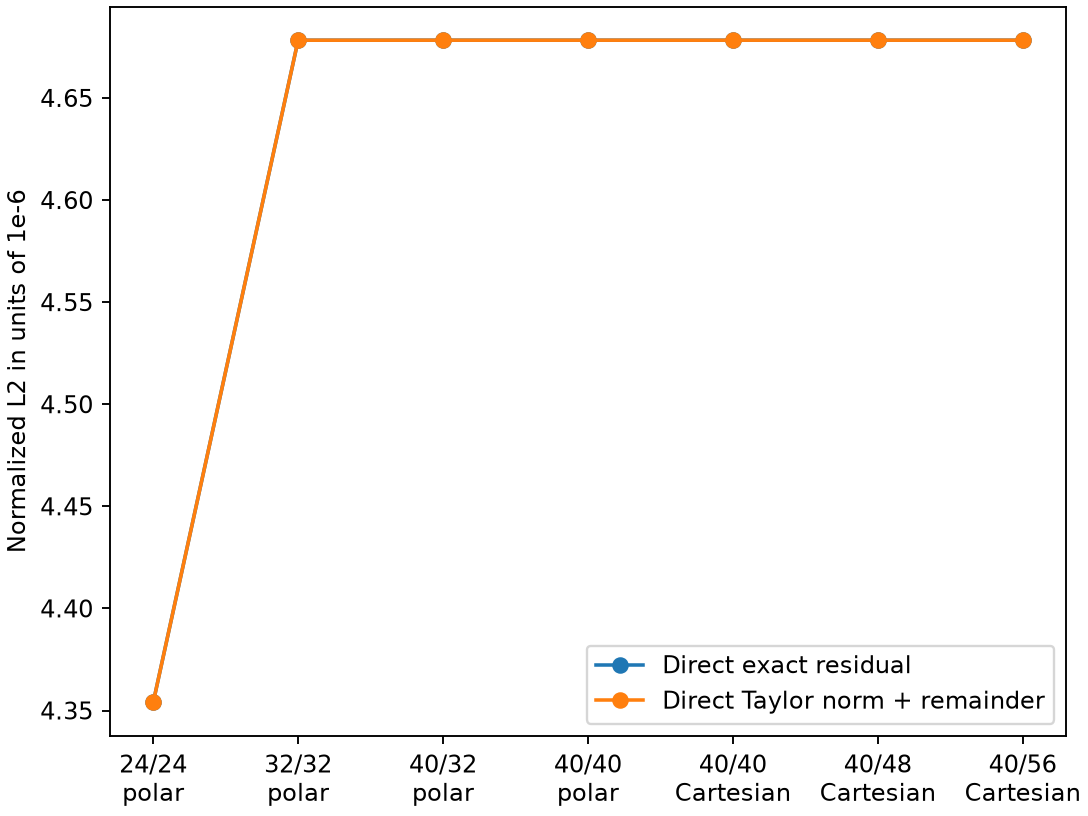 Normalized L2 in units of 1e-6
4.65
4.60
4.55
4.50
4.45
4.40
4.35
Direct exact residual
Direct Taylor norm + remainder
24/24
polar
32/32
polar
40/32
polar
40/40
polar
40/40
Cartesian
40/48
Cartesian
40/56
Cartesian